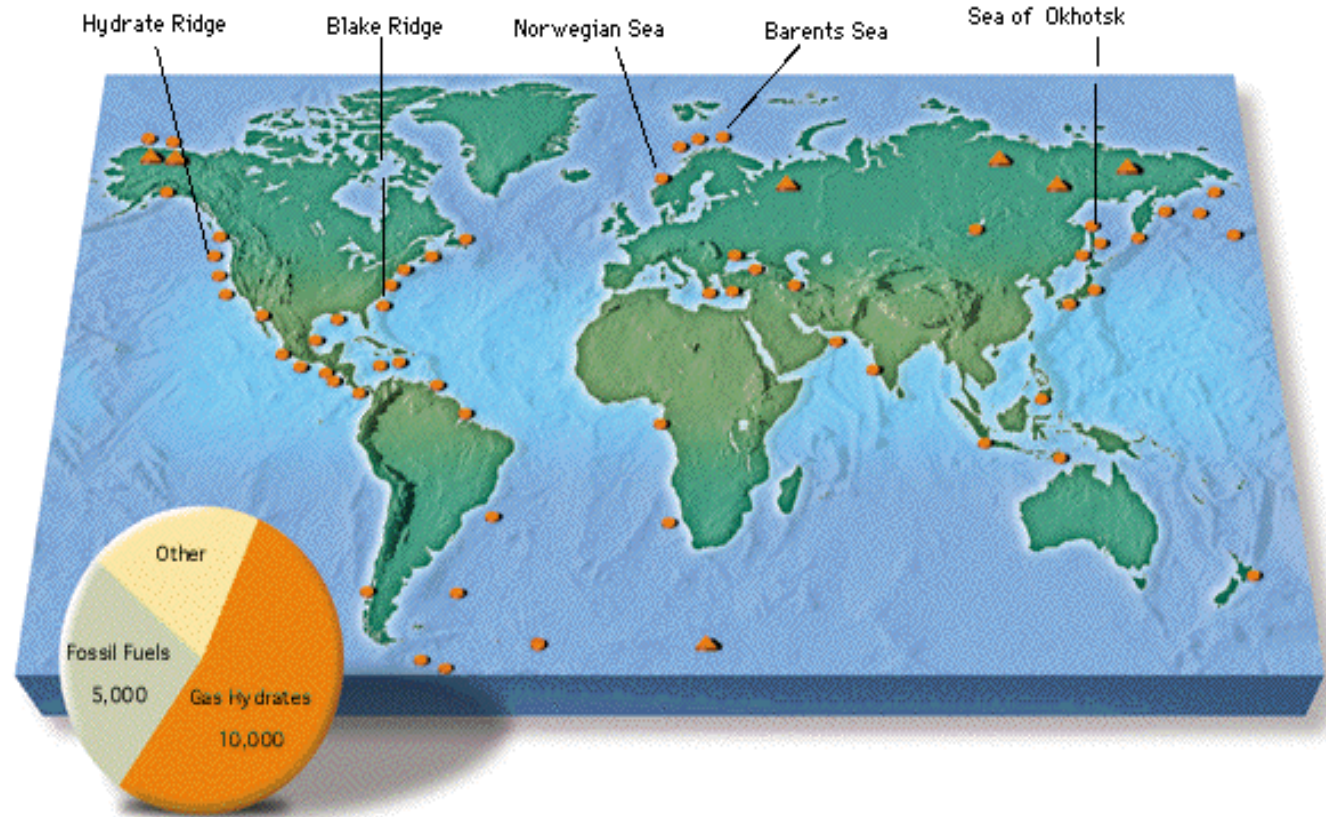 Hydrate Ridge
Blake Ridge
Norwegian Sea
Barents Sea
Sea of Okhotsk
Other
Fossil Fuels
5,000
Gas Hydrates
10,000